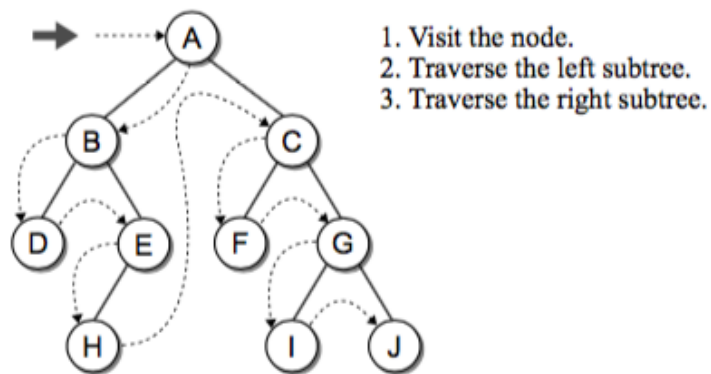 A
1. Visit the node.
2. Traverse the left subtree.
3. Traverse the right subtree.
B
C
D
E
F
G
H
I
J